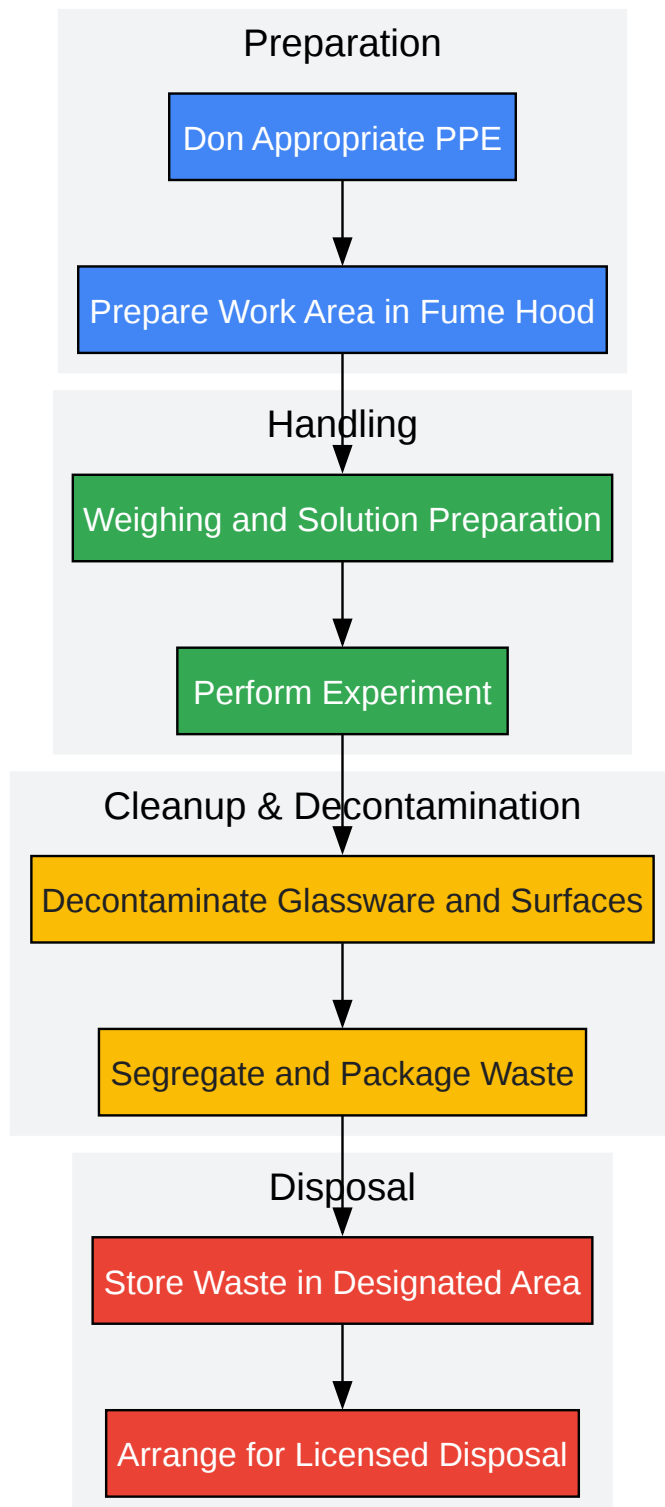 Preparation
Don Appropriate PPE
Prepare Work Area in Fume Hood
Handling
Weighing and Solution Preparation
Perform Experiment
Cleanup & Decontamination
Decontaminate Glassware and Surfaces
Segregate and Package Waste
Disposal
Store Waste in Designated Area
Arrange for Licensed Disposal